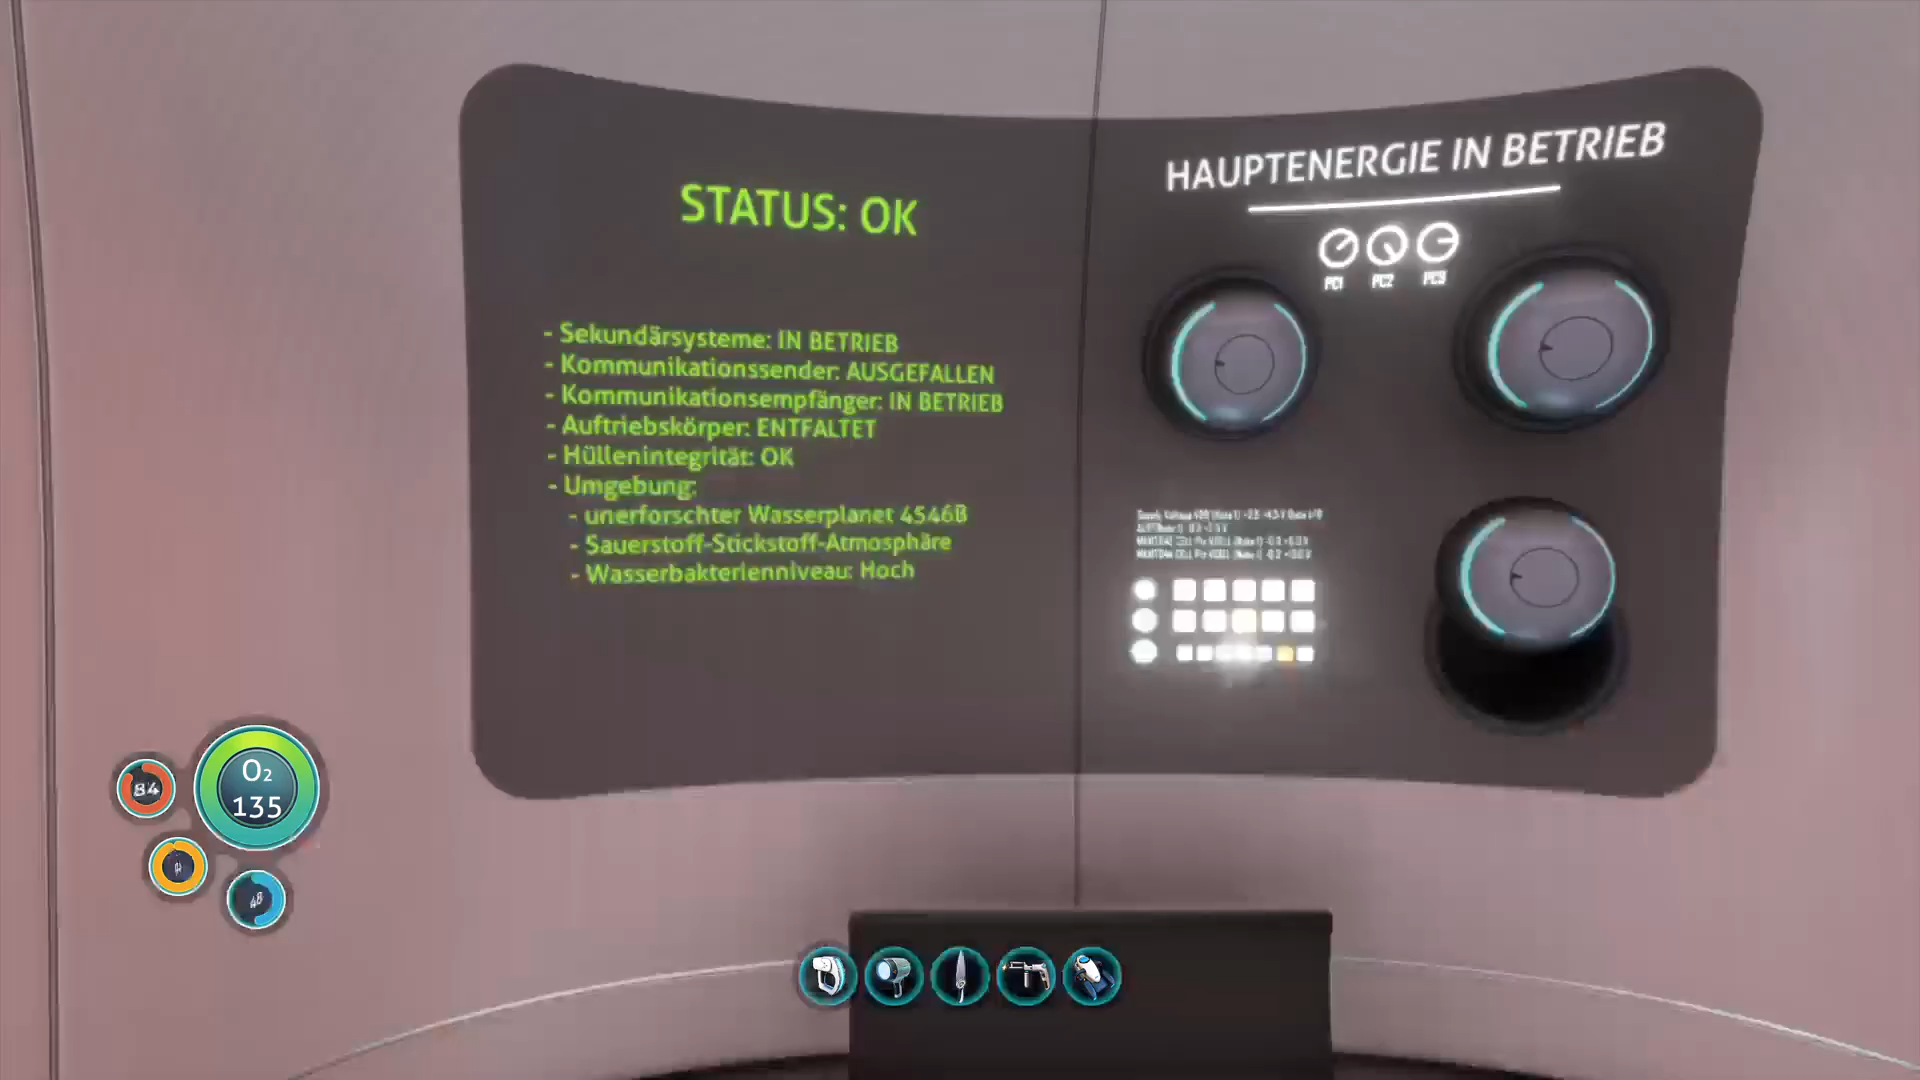 HAUPTENERGIE IN BETRIEB
STATUS: OK
PC1 PC2 PC3
- Sekundärsysteme: IN BETRIEB
- Kommunikationssender: AUSGEFALLEN
- Kommunikationsempfänger: IN BETRIEB
- Auftriebskörper: ENTFALTET
- Hüllenintegrität: OK
- Umgebung:
- unerforschter Wasserplanet 4546B
- Sauerstoff-Stickstoff-Atmosphäre
- Wasserbakterienniveau: Hoch
O₂
135
84
48